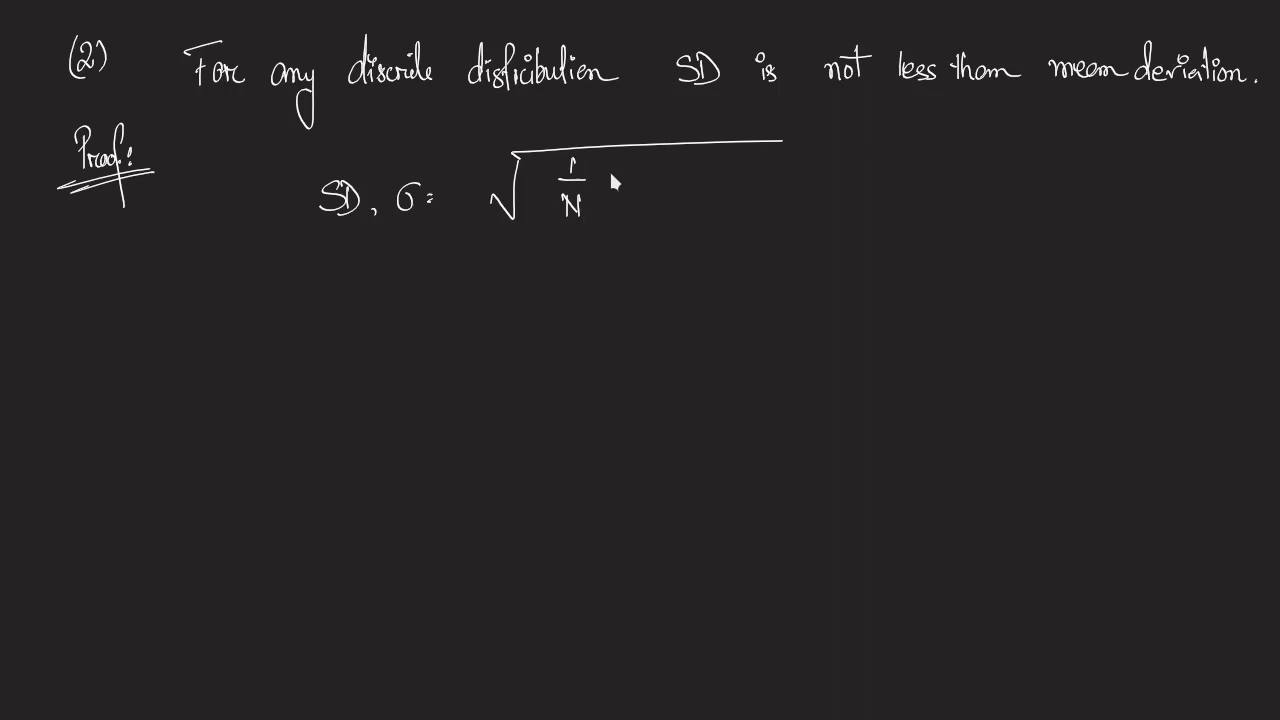 (2) For any discrete distribution SD is not less than mean deviation.
Proof:
SD, σ = √ 1/N